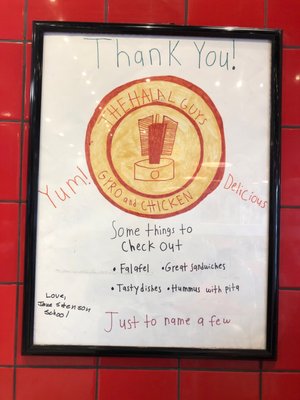 Thank You!
THE HALAL GUYS
GYRO and CHICKEN
Yum!
Delicious
Some things to
Check out
• Falafel • Great sandwiches
• Tasty dishes • Hummus with pita
Love,
Jane
School
Just to name a few